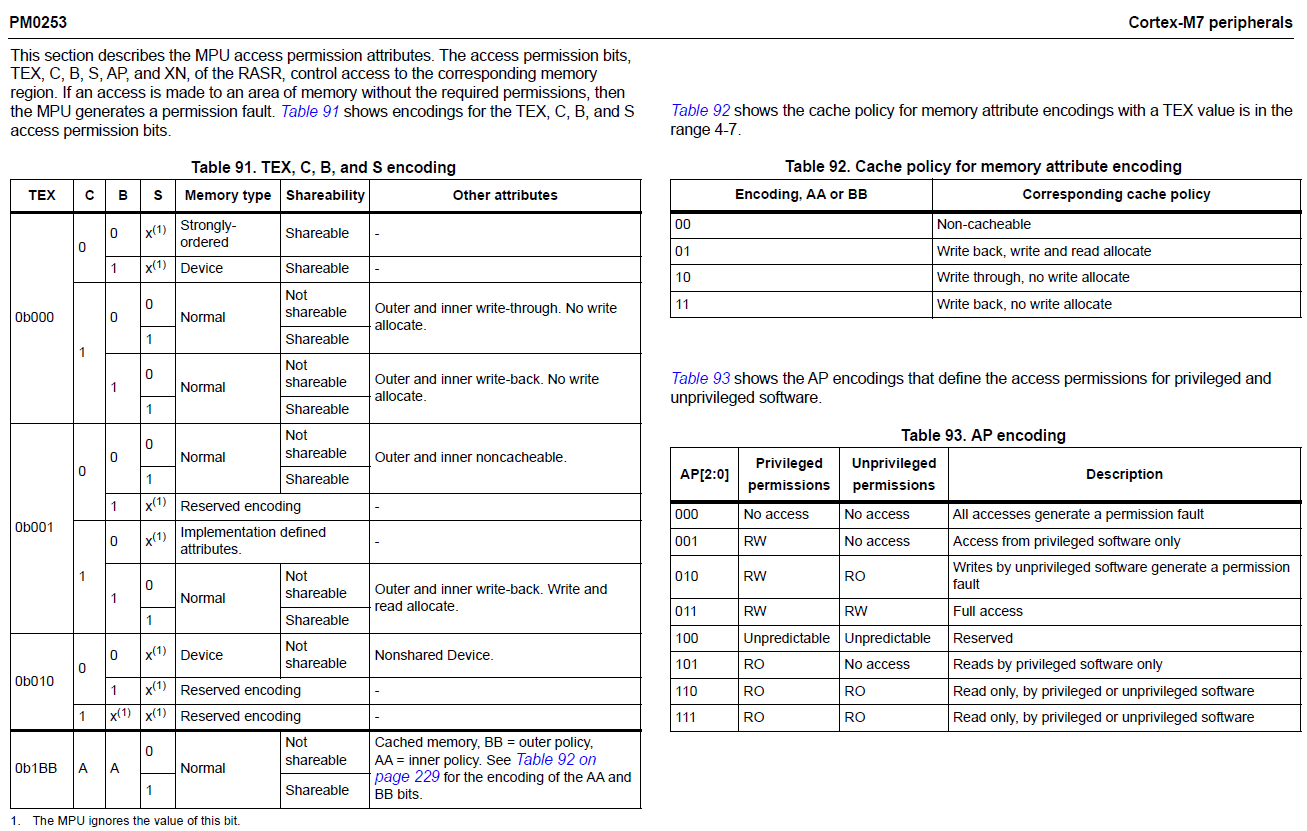 PM0253
Cortex-M7 peripherals
This section describes the MPU access permission attributes. The access permission bits,
TEX, C, B, S, AP, and XN, of the RASR, control access to the corresponding memory
region. If an access is made to an area of memory without the required permissions, then
the MPU generates a permission fault. Table 91 shows encodings for the TEX, C, B, and S
access permission bits.
Table 91. TEX, C, B, and S encoding
TEX C B S Memory type Shareability Other attributes
0b000 0 0 x(1) Strongly-
ordered Shareable -
1 x(1) Device Shareable -
1 0 0 Normal Not
shareable Outer and inner write-through. No write
allocate.
1 Shareable
1 0 Normal Not
shareable Outer and inner write-back. No write
allocate.
1 Shareable
0b001 0 0 0 Normal Not
shareable Outer and inner noncacheable.
1 Shareable
1 x(1) Reserved encoding -
1 0 x(1) Implementation defined
attributes. -
1 0 Normal Not
shareable Outer and inner write-back. Write and
read allocate.
1 Shareable
0b010 0 0 x(1) Device Not
shareable Nonshared Device.
1 x(1) Reserved encoding -
1 x(1) x(1) Reserved encoding -
0b1BB A A 0 Normal Not
shareable Cached memory, BB = outer policy,
AA = inner policy. See Table 92 on
page 229 for the encoding of the AA and
BB bits.
1 Shareable
1. The MPU ignores the value of this bit.
Table 92 shows the cache policy for memory attribute encodings with a TEX value is in the
range 4-7.
Table 92. Cache policy for memory attribute encoding
Encoding, AA or BB Corresponding cache policy
00 Non-cacheable
01 Write back, write and read allocate
10 Write through, no write allocate
11 Write back, no write allocate
Table 93 shows the AP encodings that define the access permissions for privileged and
unprivileged software.
Table 93. AP encoding
AP[2:0] Privileged
permissions Unprivileged
permissions Description
000 No access No access All accesses generate a permission fault
001 RW No access Access from privileged software only
010 RW RO Writes by unprivileged software generate a permission
fault
011 RW RW Full access
100 Unpredictable Unpredictable Reserved
101 RO No access Reads by privileged software only
110 RO RO Read only, by privileged or unprivileged software
111 RO RO Read only, by privileged or unprivileged software